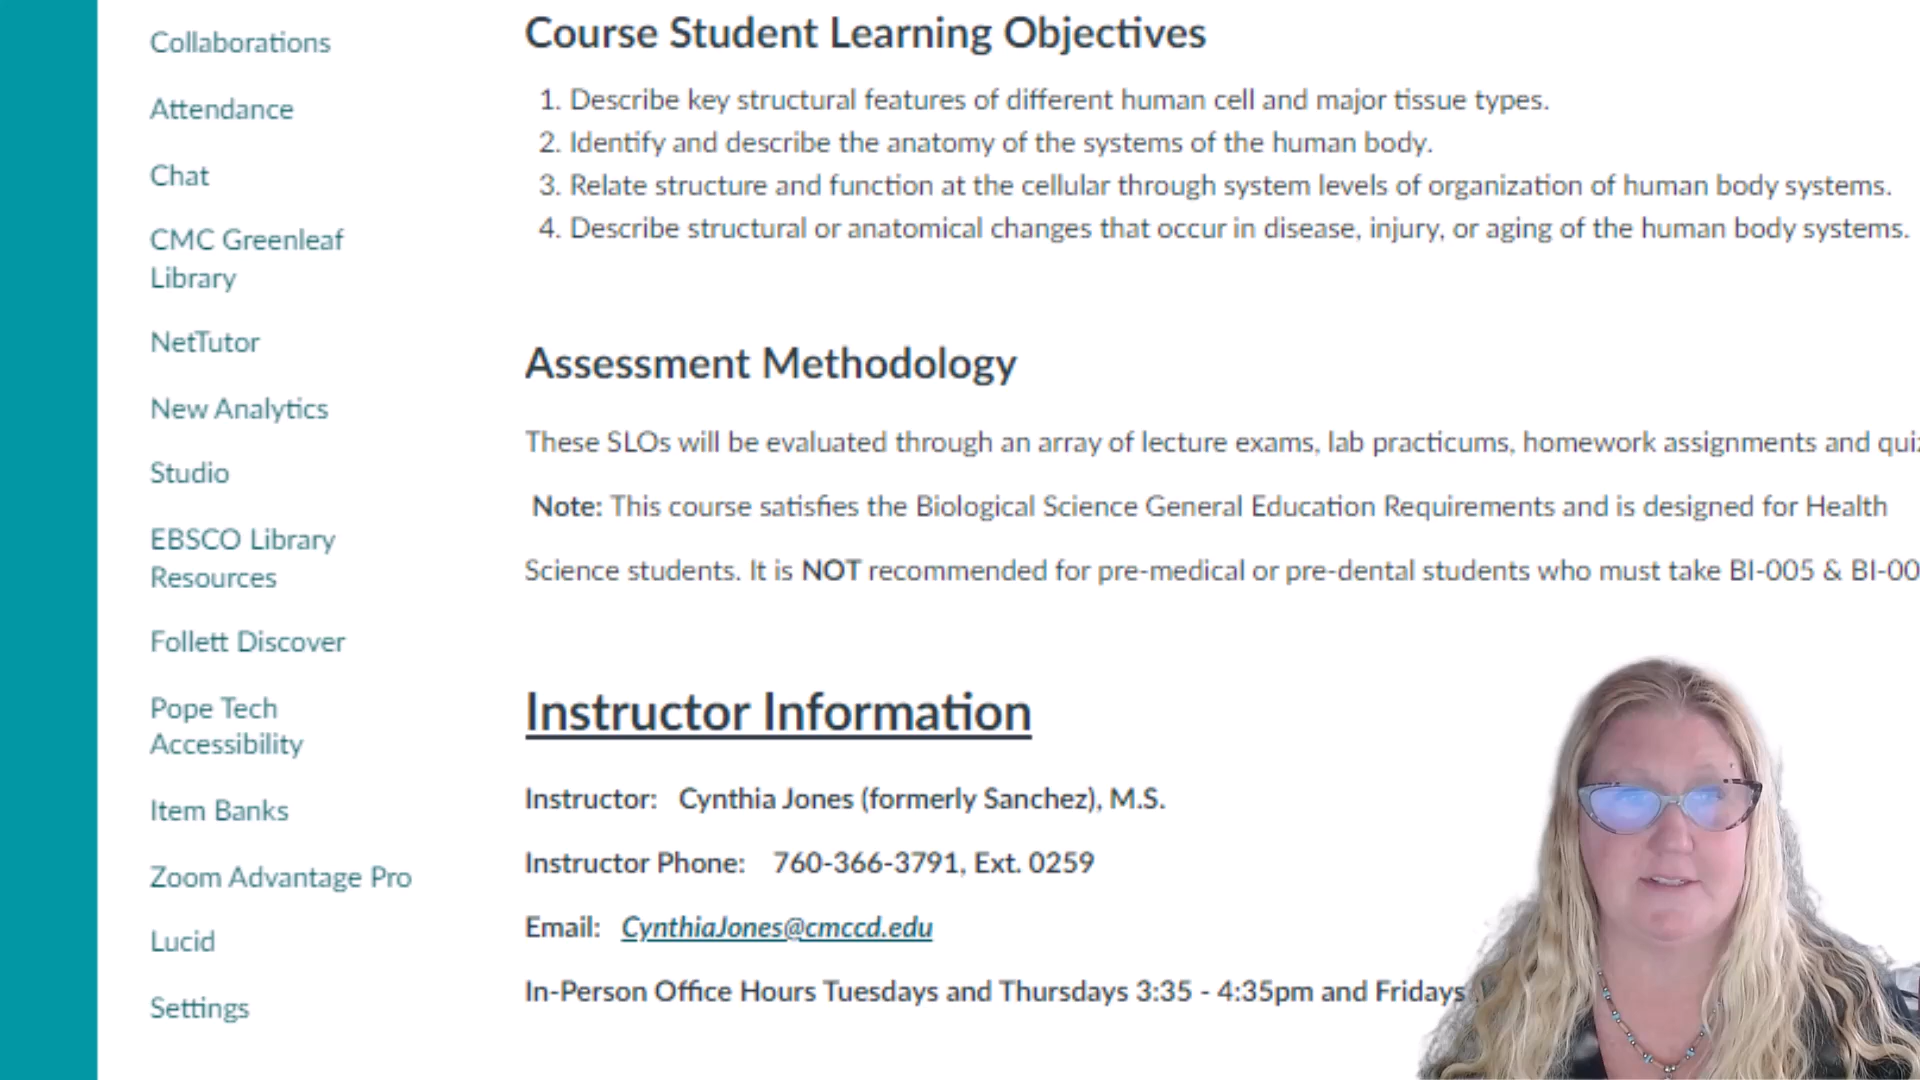 Collaborations
Attendance
Chat
CMC Greenleaf
Library
NetTutor
New Analytics
Studio
EBSCO Library
Resources
Follett Discover
Pope Tech
Accessibility
Item Banks
Zoom Advantage Pro
Lucid
Settings
Course Student Learning Objectives
1. Describe key structural features of different human cell and major tissue types.
2. Identify and describe the anatomy of the systems of the human body.
3. Relate structure and function at the cellular through system levels of organization of human body systems.
4. Describe structural or anatomical changes that occur in disease, injury, or aging of the human body systems.
Assessment Methodology
These SLOs will be evaluated through an array of lecture exams, lab practicums, homework assignments and
Note: This course satisfies the Biological Science General Education Requirements and is designed for Health
Science students. It is NOT recommended for pre-medical or pre-dental students who must take BI-005 &
Instructor Information
Instructor: Cynthia Jones (formerly Sanchez), M.S.
Instructor Phone: 760-366-3791, Ext. 0259
Email: CynthiaJones@cmccd.edu
In-Person Office Hours Tuesdays and Thursdays 3:35 - 4:35pm and Fridays